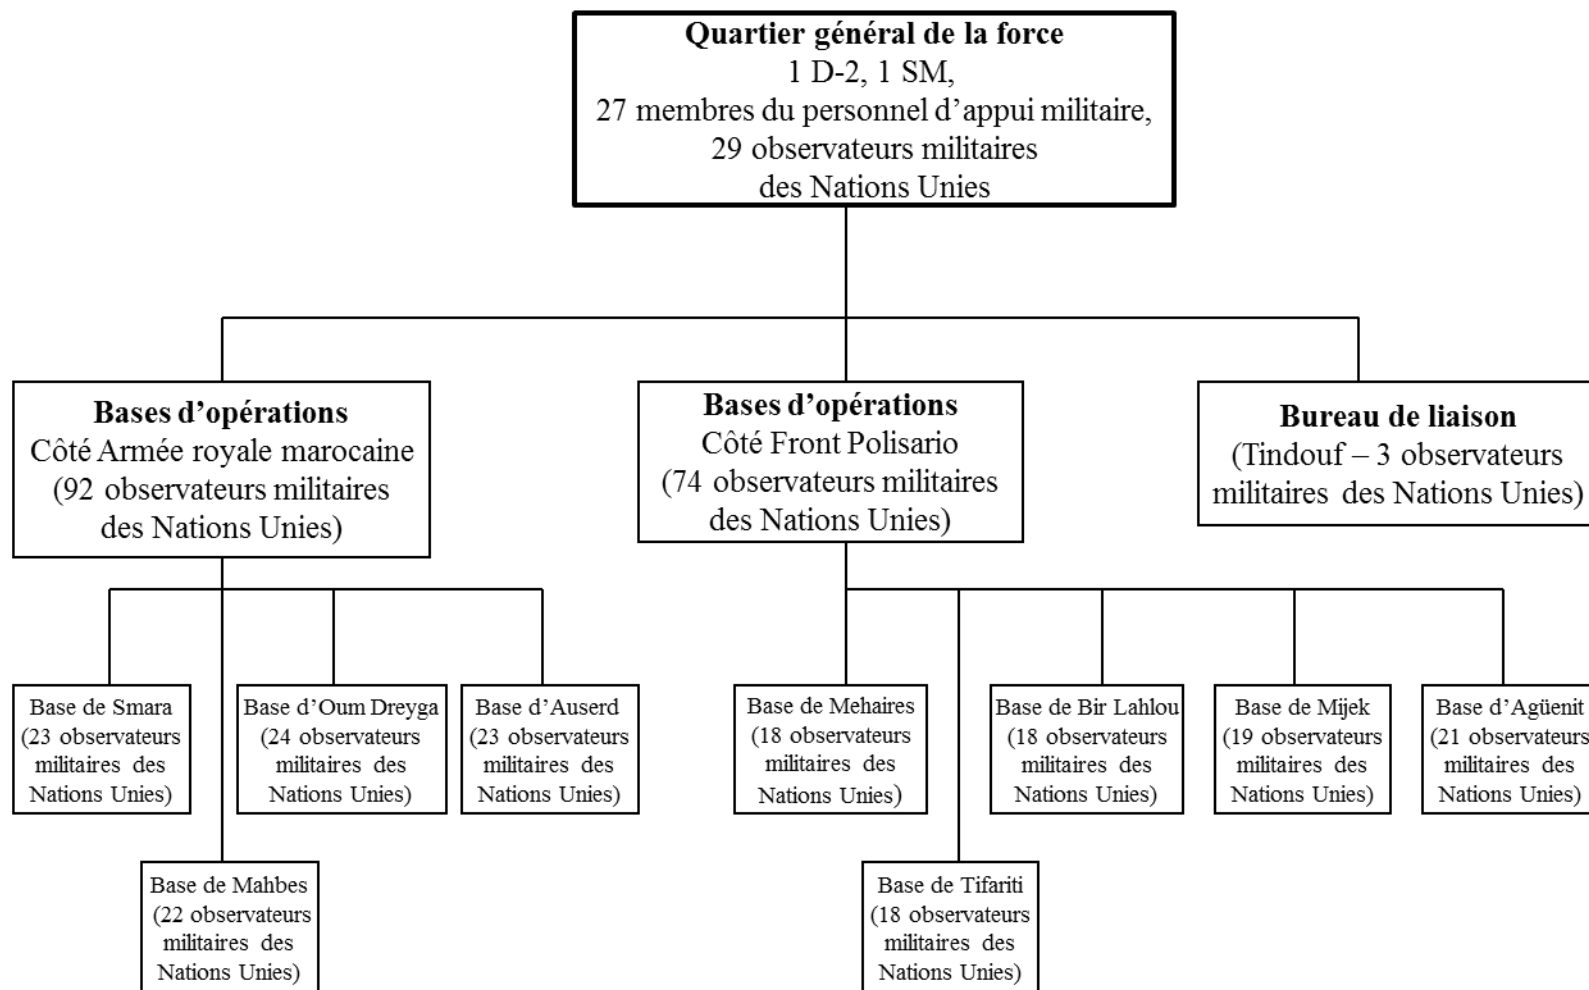 Quartier général de la force
1 D-2, 1 SM,
27 membres du personnel d'appui militaire,
29 observateurs militaires
des Nations Unies
Bases d'opérations
Côté Armée royale marocaine
(92 observateurs militaires
des Nations Unies)
Bases d'opérations
Côté Front Polisario
(74 observateurs militaires
des Nations Unies)
Bureau de liaison
(Tindouf – 3 observateurs
militaires des Nations Unies)
Base de Smara
(23 observateurs
militaires des
Nations Unies)
Base d'Oum Dreyga
(24 observateurs
militaires des
Nations Unies)
Base d'Auserd
(23 observateurs
militaires des
Nations Unies)
Base de Mehaires
(18 observateurs
militaires des
Nations Unies)
Base de Bir Lahlou
(18 observateurs
militaires des
Nations Unies)
Base de Mijek
(19 observateurs
militaires des
Nations Unies)
Base d'Agüenit
(21 observateurs
militaires des
Nations Unies)
Base de Mahbes
(22 observateurs
militaires des
Nations Unies)
Base de Tifariti
(18 observateurs
militaires des
Nations Unies)